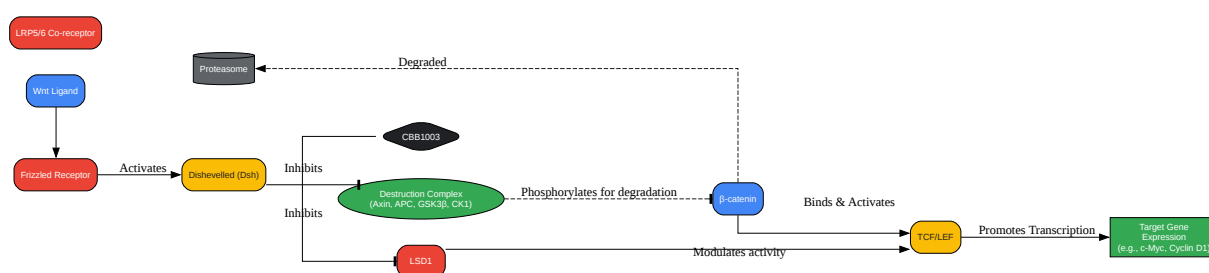 LRP5/6 Co-receptor
Proteasome
Degraded
Wnt Ligand
CBB1003
Frizzled Receptor
Activates
Dishevelled (Dsh)
Inhibits
Destruction Complex
(Axin, APC, GSK3β, CK1)
Phosphorylates for degradation
β-catenin
Binds & Activates
Inhibits
LSD1
Modulates activity
TCF/LEF
Promotes Transcription
Target Gene
Expression
(e.g., c-Myc, Cyclin D1)